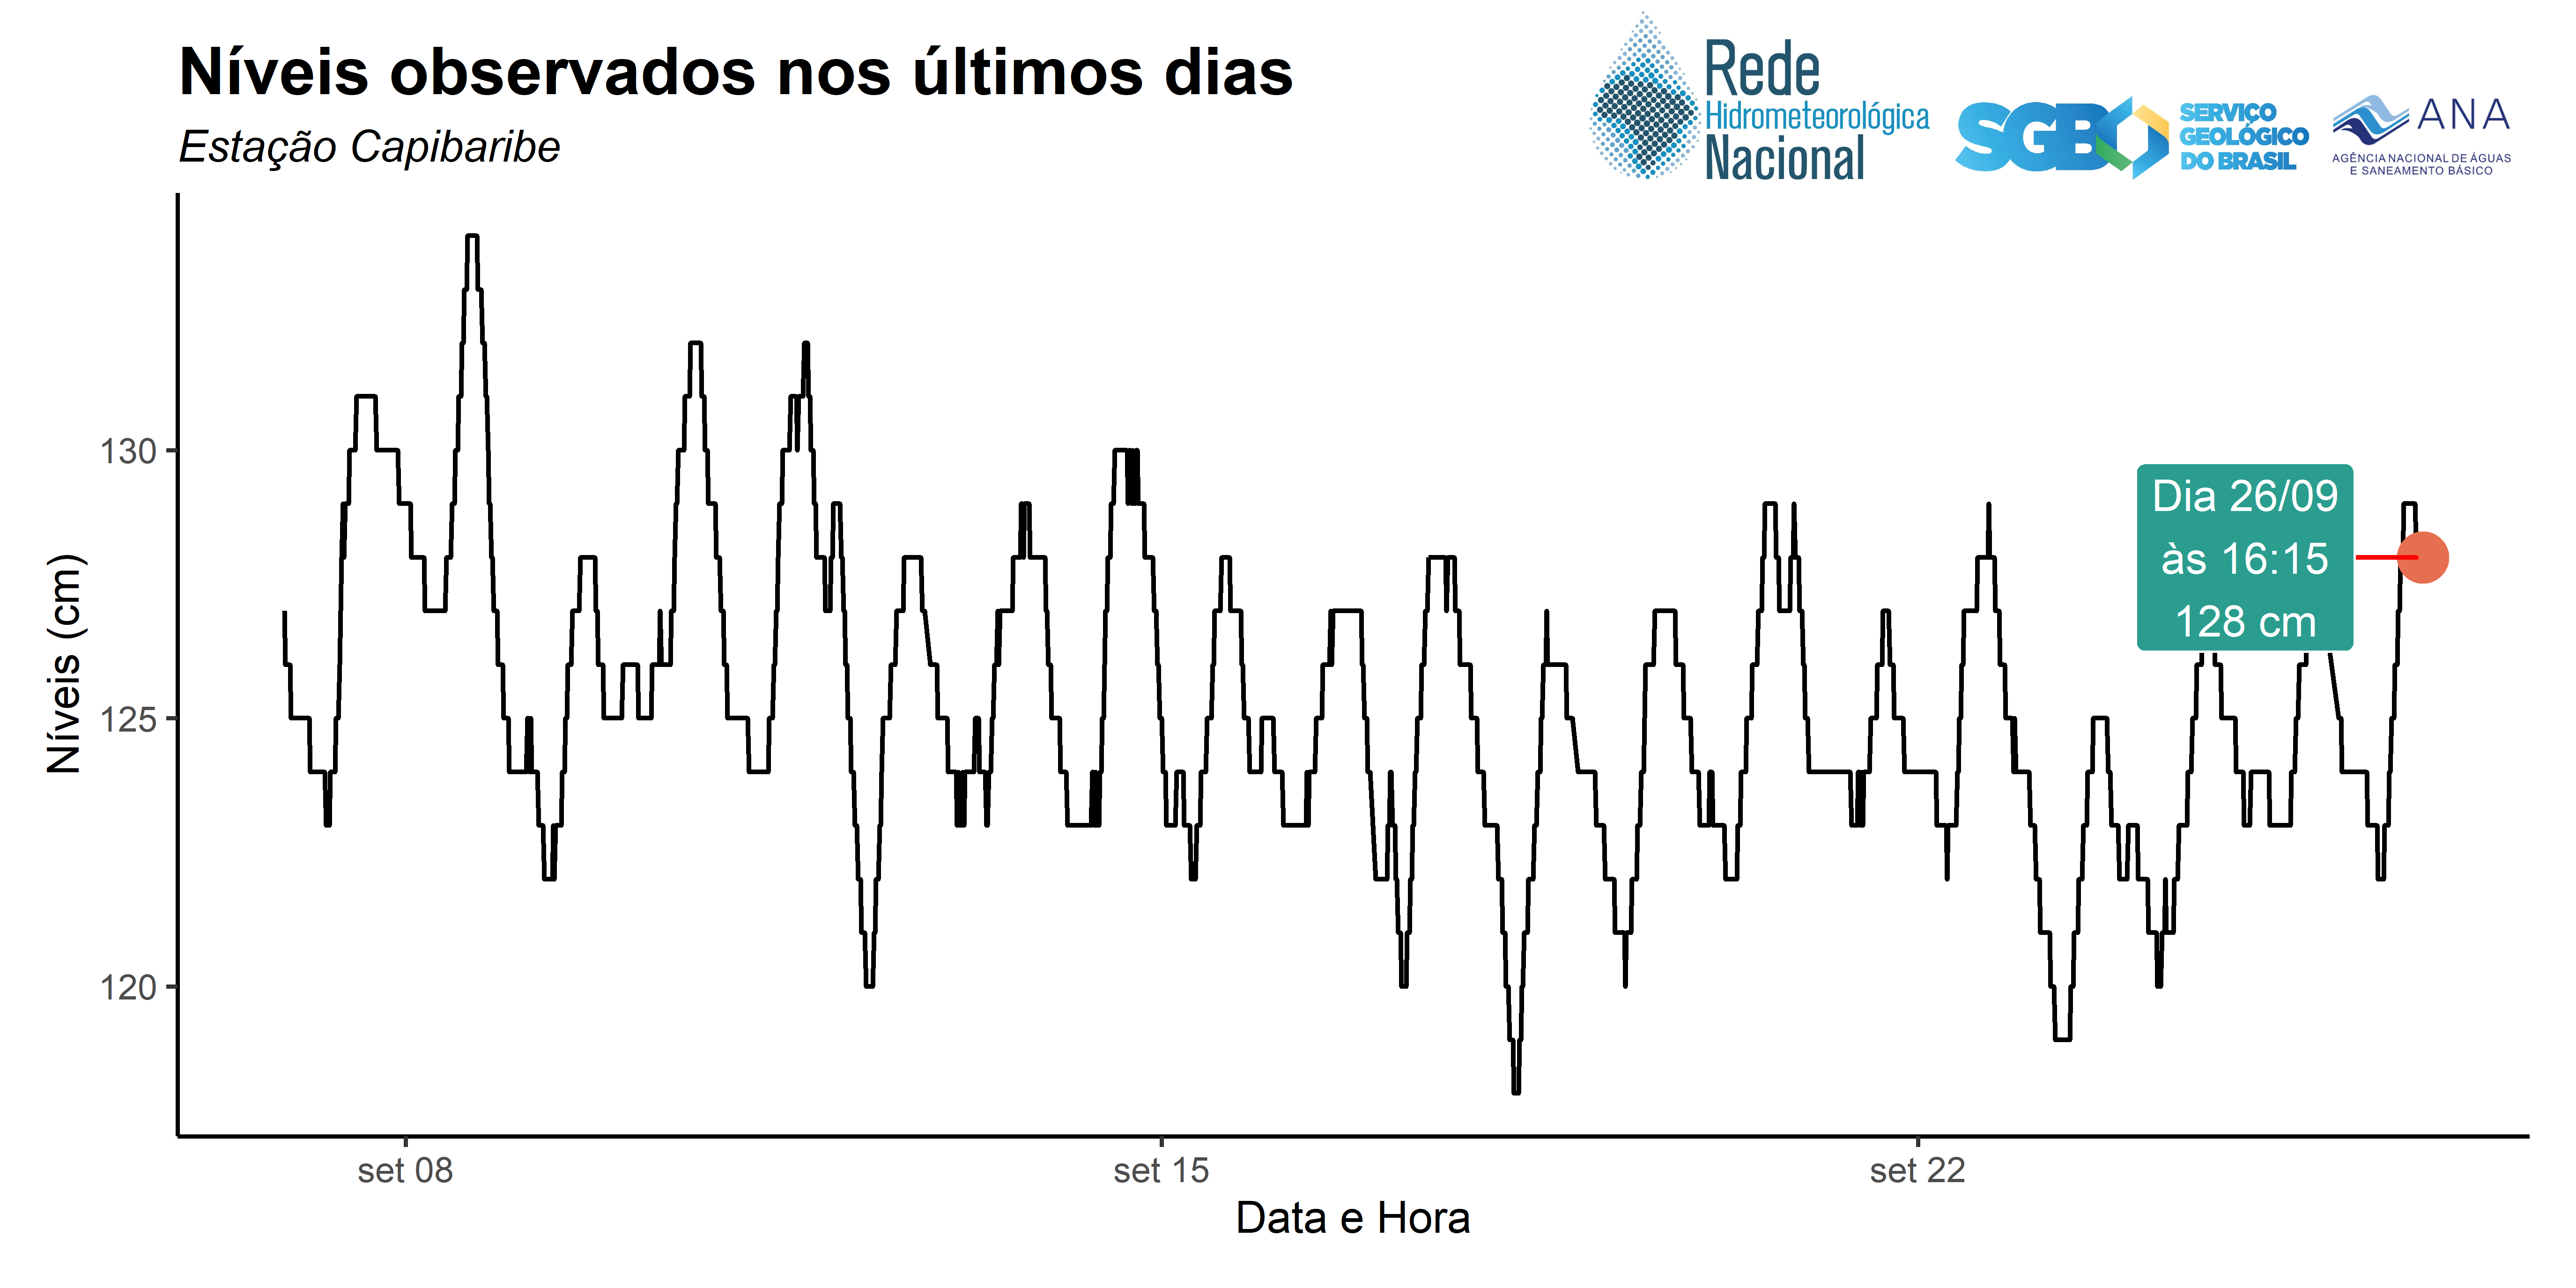 Níveis observados nos últimos dias
Estação Capibaribe
Rede
Hidrometeorológica
Nacional
SGB
SERVIÇO
GEOLÓGICO
DO BRASIL
ANA
AGÊNCIA NACIONAL DE ÁGUAS
E SANEAMENTO BÁSICO
Níveis (cm)
130
125
120
Dia 26/09
às 16:15
128 cm
set 08
set 15
set 22
Data e Hora